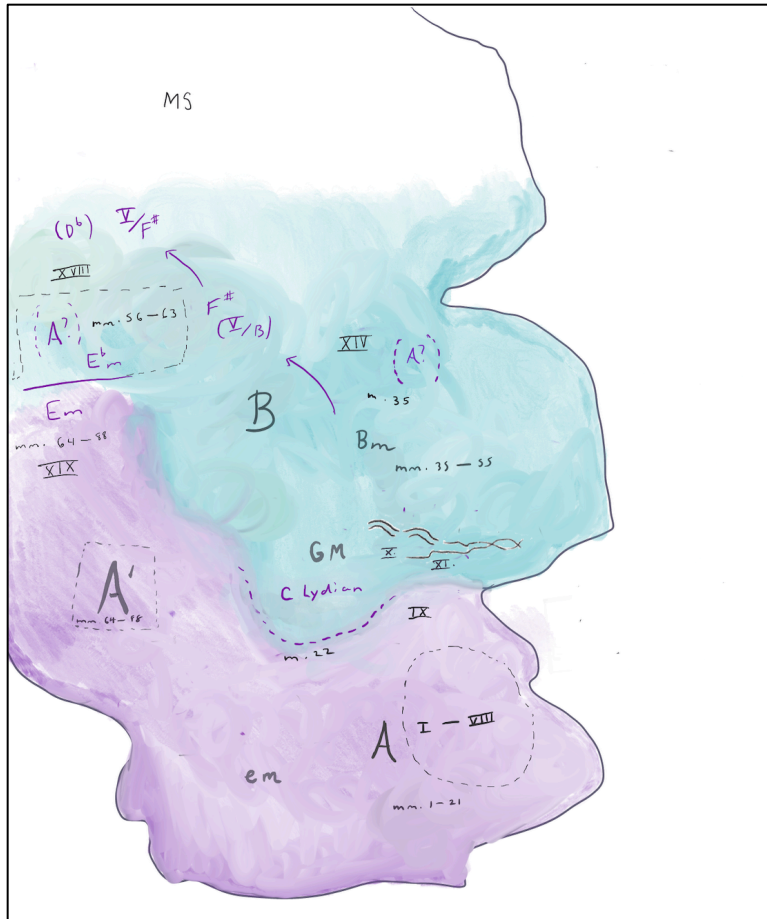 MS
(D♭) V/F#
XVIII
(A?) mm. 56–63
E♭m
F#
(V/B)
XIV (A?)
m. 35
B
Bm
mm. 35–55
Em
mm. 64–88
XIX
GM X.
XI.
C Lydian
IX
A'
mm 64–88
m. 22
A I – VIII
em
mm. 1–21